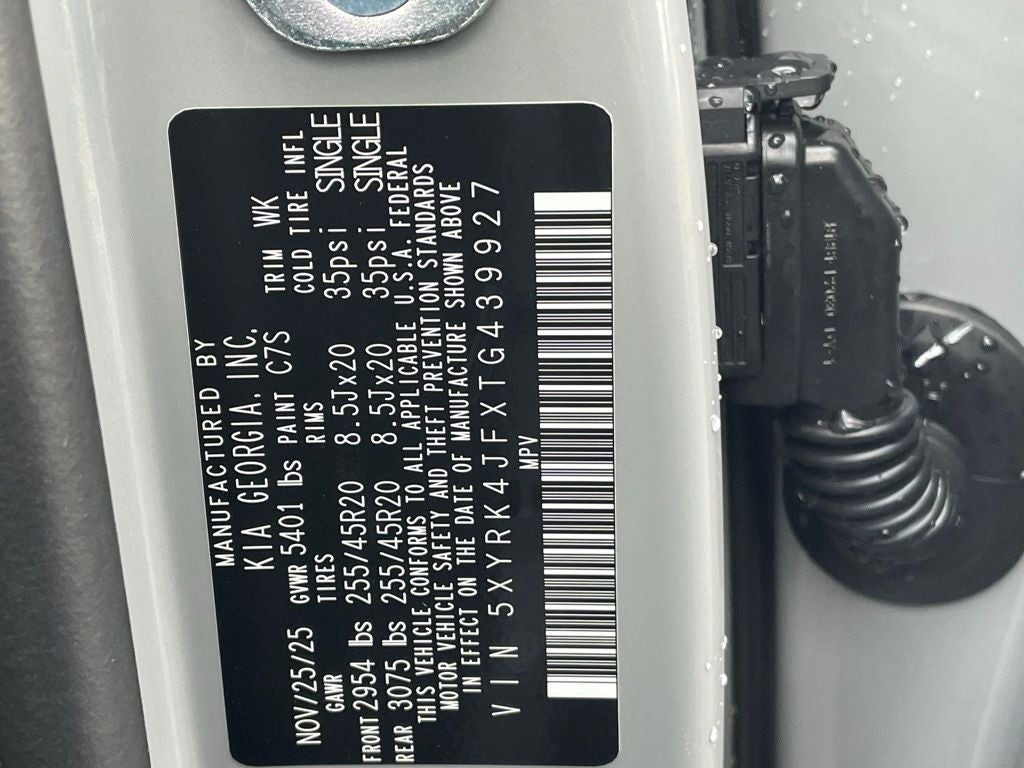 MANUFACTURED BY
KIA GEORGIA, INC.
NOV/25/25 GVWR 5401 lbs PAINT C7S TRIM WK
GAWR TIRES RIMS COLD TIRE INFL
FRONT 2954 lbs 255/45R20 8.5Jx20 35psi SINGLE
REAR 3075 lbs 255/45R20 8.5Jx20 35psi SINGLE
THIS VEHICLE CONFORMS TO ALL APPLICABLE U.S.A. FEDERAL
MOTOR VEHICLE SAFETY AND THEFT PREVENTION STANDARDS
IN EFFECT ON THE DATE OF MANUFACTURE SHOWN ABOVE
VIN 5XYRK4JFXTG439927
MPV